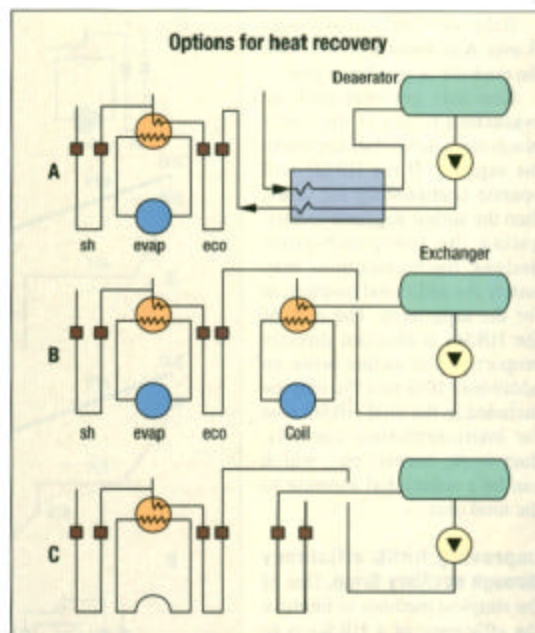 Options for heat recovery
Deaerator
A
sh evap eco
Exchanger
B
sh evap eco Coil
C